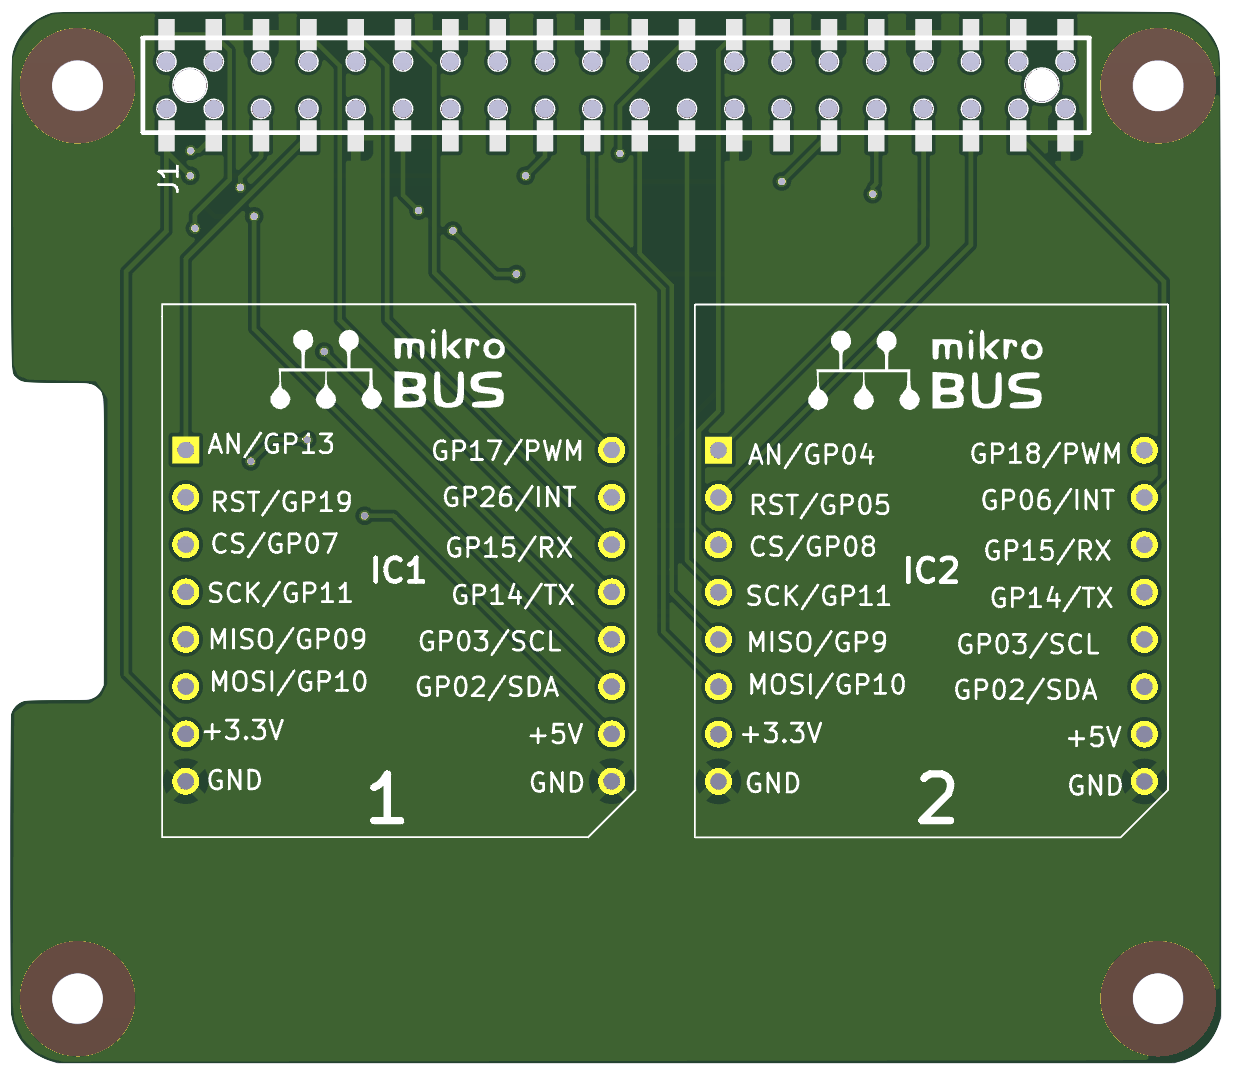 J1
mikro
BUS
AN/GP13
RST/GP19
CS/GP07
SCK/GP11
MISO/GP09
MOSI/GP10
+3.3V
GND
IC1
GP17/PWM
GP26/INT
GP15/RX
GP14/TX
GP03/SCL
GP02/SDA
+5V
GND
1
mikro
BUS
AN/GP04
RST/GP05
CS/GP08
SCK/GP11
MISO/GP9
MOSI/GP10
+3.3V
GND
IC2
GP18/PWM
GP06/INT
GP15/RX
GP14/TX
GP03/SCL
GP02/SDA
+5V
GND
2